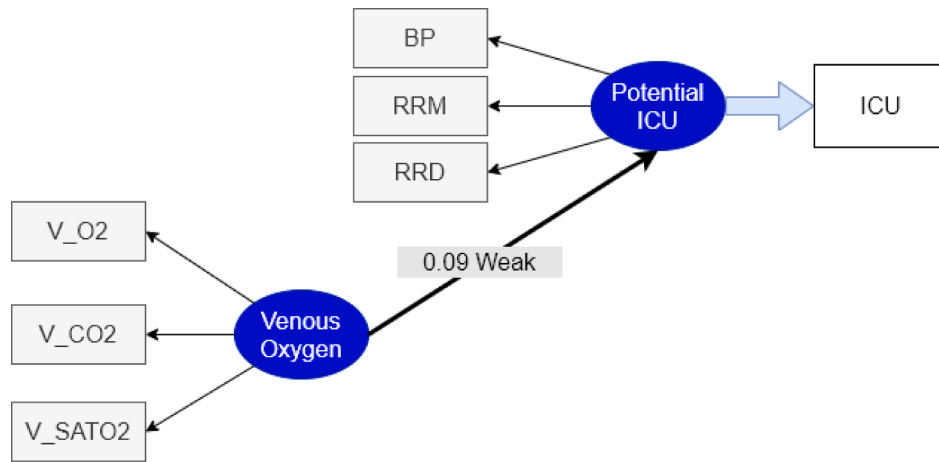 BP
RRM
RRD
Potential
ICU
ICU
V_O2
V_CO2
V_SATO2
Venous
Oxygen
0.09 Weak